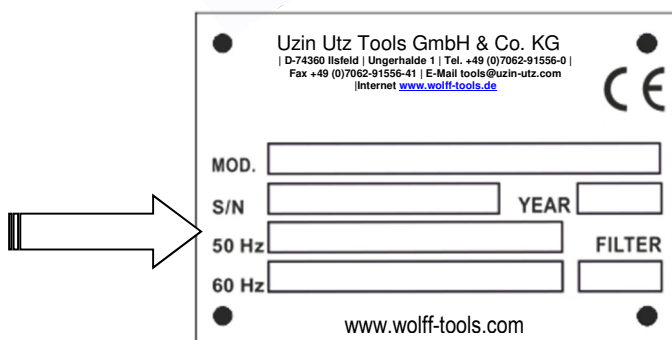 Uzin Utz Tools GmbH & Co. KG
| D-74360 Ilsfeld | Ungerhalde 1 | Tel. +49 (0)7062-91556-0 |
Fax +49 (0)7062-91556-41 | E-Mail tools@uzin-utz.com
|Internet www.wolff-tools.de
CE
MOD.
S/N YEAR
50 Hz FILTER
60 Hz
www.wolff-tools.com